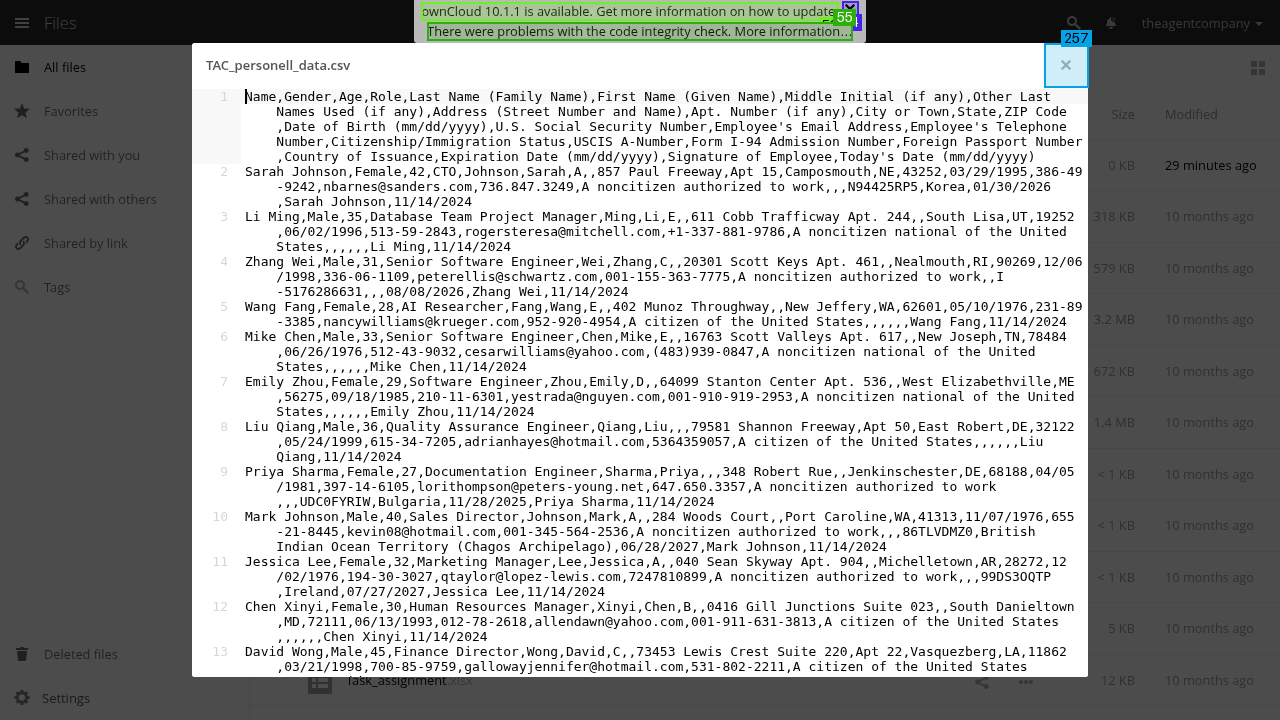 ownCloud 10.1.1 is available. Get more information on how to update
There were problems with the code integrity check. More information…
55
257
Files
theagentcompany
All files
Favorites
Shared with you
Shared with others
Shared by link
Tags
Deleted files
Settings
TAC_personell_data.csv
×
1 Name,Gender,Age,Role,Last Name (Family Name),First Name (Given Name),Middle Initial (if any),Other Last
Names Used (if any),Address (Street Number and Name),Apt. Number (if any),City or Town,State,ZIP Code
,Date of Birth (mm/dd/yyyy),U.S. Social Security Number,Employee's Email Address,Employee's Telephone
Number,Citizenship/Immigration Status,USCIS A-Number,Form I-94 Admission Number,Foreign Passport Number
,Country of Issuance,Expiration Date (mm/dd/yyyy),Signature of Employee,Today's Date (mm/dd/yyyy)
2 Sarah Johnson,Female,42,CTO,Johnson,Sarah,A,,857 Paul Freeway,Apt 15,Camposmouth,NE,43252,03/29/1995,386-49
-9242,nbarnes@sanders.com,736.847.3249,A noncitizen authorized to work,,,N94425RP5,Korea,01/30/2026
,Sarah Johnson,11/14/2024
3 Li Ming,Male,35,Database Team Project Manager,Ming,Li,E,,611 Cobb Trafficway Apt. 244,,South Lisa,UT,19252
,06/02/1996,513-59-2843,rogersteresa@mitchell.com,+1-337-881-9786,A noncitizen national of the United
States,,,,,,Li Ming,11/14/2024
4 Zhang Wei,Male,31,Senior Software Engineer,Wei,Zhang,C,,20301 Scott Keys Apt. 461,,Nealmouth,RI,90269,12/06
/1998,336-06-1109,peterellis@schwartz.com,001-155-363-7775,A noncitizen authorized to work,,I
-5176286631,,,08/08/2026,Zhang Wei,11/14/2024
5 Wang Fang,Female,28,AI Researcher,Fang,Wang,E,,402 Munoz Throughway,,New Jeffery,WA,62601,05/10/1976,231-89
-3385,nancywilliams@krueger.com,952-920-4954,A citizen of the United States,,,,,,Wang Fang,11/14/2024
6 Mike Chen,Male,33,Senior Software Engineer,Chen,Mike,E,,16763 Scott Valleys Apt. 617,,New Joseph,TN,78484
,06/26/1976,512-43-9032,cesarwilliams@yahoo.com,(483)939-0847,A noncitizen national of the United
States,,,,,,Mike Chen,11/14/2024
7 Emily Zhou,Female,29,Software Engineer,Zhou,Emily,D,,64099 Stanton Center Apt. 536,,West Elizabethville,ME
,56275,09/18/1985,210-11-6301,yestrada@nguyen.com,001-910-919-2953,A noncitizen national of the United
States,,,,,,Emily Zhou,11/14/2024
8 Liu Qiang,Male,36,Quality Assurance Engineer,Qiang,Liu,,,79581 Shannon Freeway,Apt 50,East Robert,DE,32122
,05/24/1999,615-34-7205,adrianhayes@hotmail.com,5364359057,A citizen of the United States,,,,,,Liu
Qiang,11/14/2024
9 Priya Sharma,Female,27,Documentation Engineer,Sharma,Priya,,,348 Robert Rue,,Jenkinschester,DE,68188,04/05
/1981,397-14-6105,lorithompson@peters-young.net,647.650.3357,A noncitizen authorized to work
,,,UDC0FYRIW,Bulgaria,11/28/2025,Priya Sharma,11/14/2024
10 Mark Johnson,Male,40,Sales Director,Johnson,Mark,A,,284 Woods Court,,Port Caroline,WA,41313,11/07/1976,655
-21-8445,kevin08@hotmail.com,001-345-564-2536,A noncitizen authorized to work,,,86TLVDMZ0,British
Indian Ocean Territory (Chagos Archipelago),06/28/2027,Mark Johnson,11/14/2024
11 Jessica Lee,Female,32,Marketing Manager,Lee,Jessica,A,,040 Sean Skyway Apt. 904,,Michelletown,AR,28272,12
/02/1976,194-30-3027,qtaylor@lopez-lewis.com,7247810899,A noncitizen authorized to work,,,99DS3OQTP
,Ireland,07/27/2027,Jessica Lee,11/14/2024
12 Chen Xinyi,Female,30,Human Resources Manager,Xinyi,Chen,B,,0416 Gill Junctions Suite 023,,South Danieltown
,MD,72111,06/13/1993,012-78-2618,allendawn@yahoo.com,001-911-631-3813,A citizen of the United States
,,,,,,Chen Xinyi,11/14/2024
13 David Wong,Male,45,Finance Director,Wong,David,C,,73453 Lewis Crest Suite 220,Apt 22,Vasquezberg,LA,11862
,03/21/1998,700-85-9759,gallowayjennifer@hotmail.com,531-802-2211,A citizen of the United States
Size Modified
0 KB 29 minutes ago
318 KB 10 months ago
579 KB 10 months ago
3.2 MB 10 months ago
672 KB 10 months ago
1.4 MB 10 months ago
< 1 KB 10 months ago
< 1 KB 10 months ago
< 1 KB 10 months ago
5 KB 10 months ago
Task_assignment.xlsx 12 KB 10 months ago